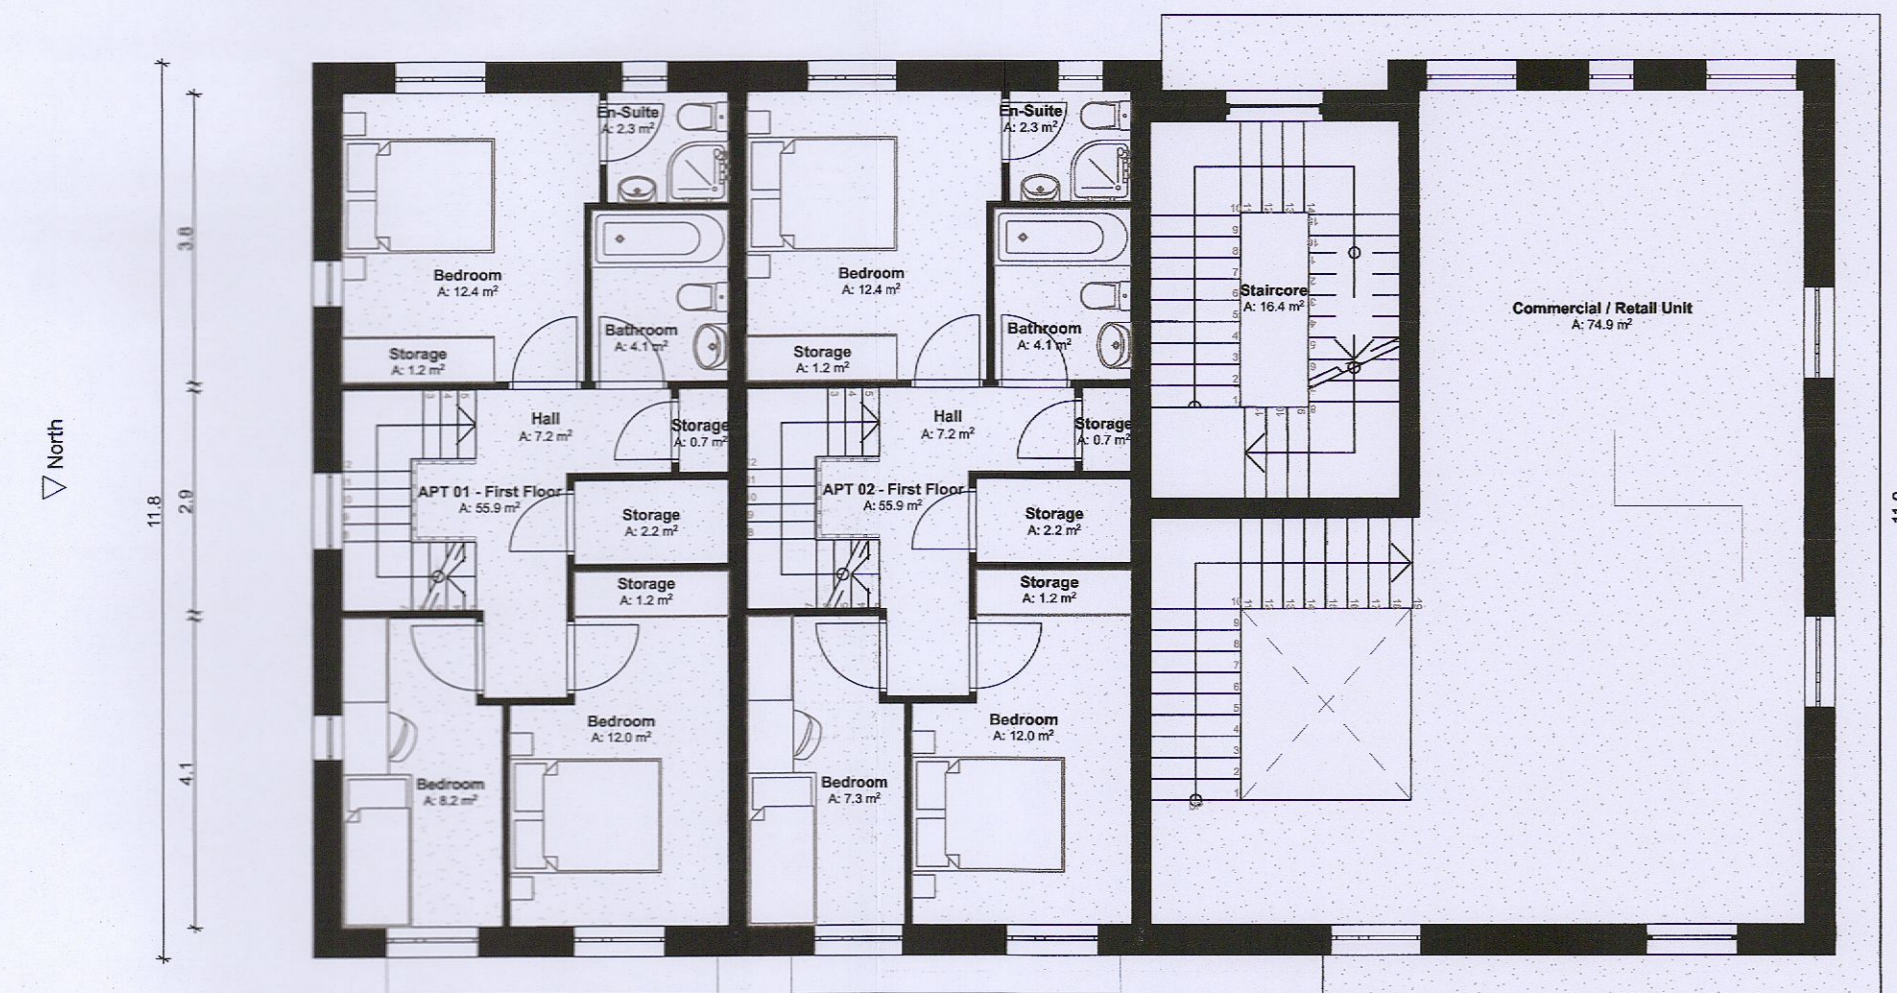 En-Suite
A: 2.3 m²
En-Suite
A: 2.3 m²
3.8
Bedroom
A: 12.4 m²
Bedroom
A: 12.4 m²
Staircore
A: 16.4 m²
Commercial / Retail Unit
A: 74.9 m²
Bathroom
A: 4.1 m²
Bathroom
A: 4.1 m²
Storage
A: 1.2 m²
Storage
A: 1.2 m²
North
Hall
A: 7.2 m²
Storage
A: 0.7 m²
Hall
A: 7.2 m²
Storage
A: 0.7 m²
11.8
2.9
APT 01 - First Floor
A: 55.9 m²
Storage
A: 2.2 m²
APT 02 - First Floor
A: 55.9 m²
Storage
A: 2.2 m²
Storage
A: 1.2 m²
Storage
A: 1.2 m²
4.1
Bedroom
A: 12.0 m²
Bedroom
A: 12.0 m²
Bedroom
A: 8.2 m²
Bedroom
A: 7.3 m²